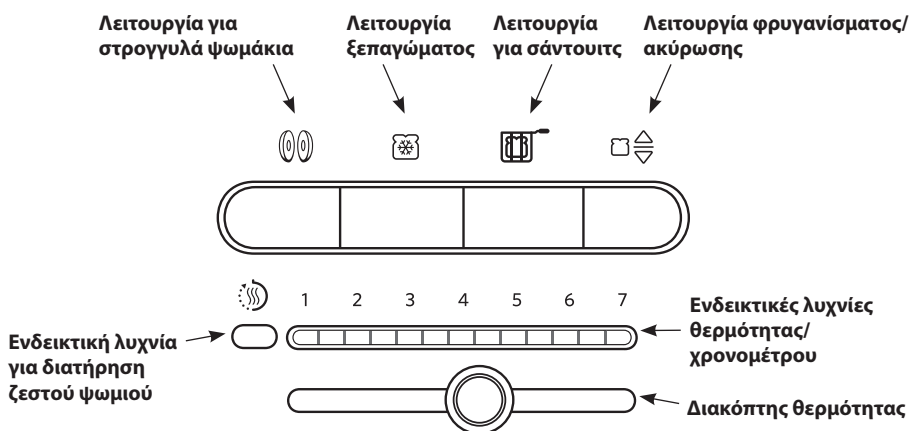 Λειτουργία για
στρογγυλά ψωμάκια
Λειτουργία
ξεπαγώματος
Λειτουργία
για σάντουιτς
Λειτουργία φρυγανίσματος/
ακύρωσης
1 2 3 4 5 6 7
Ενδεικτική λυχνία
για διατήρηση
ζεστού ψωμιού
Ενδεικτικές λυχνίες
θερμότητας/
χρονομέτρου
Διακόπτης θερμότητας